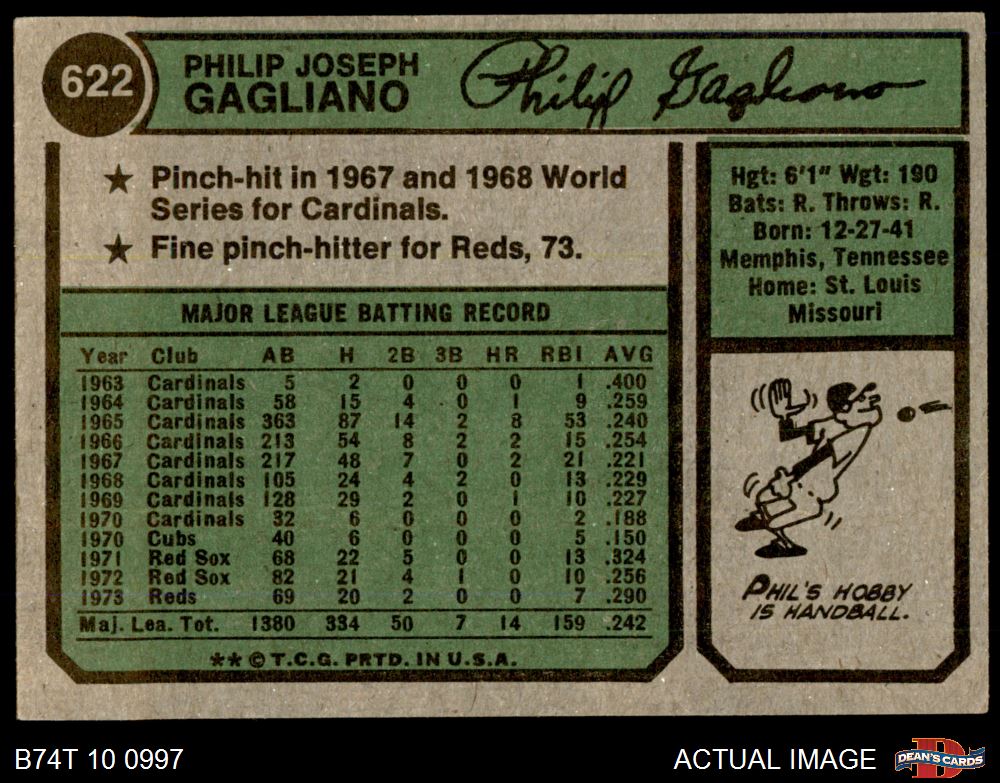 622
PHILIP JOSEPH
GAGLIANO
Philip Gagliano
★ Pinch-hit in 1967 and 1968 World
Series for Cardinals.
★ Fine pinch-hitter for Reds, 73.
MAJOR LEAGUE BATTING RECORD
Year Club AB H 2B 3B HR RBI AVG
1963 Cardinals 5 2 0 0 0 1 .400
1964 Cardinals 58 15 4 0 1 9 .259
1965 Cardinals 363 87 14 2 8 53 .240
1966 Cardinals 213 54 8 2 2 15 .254
1967 Cardinals 217 48 7 0 2 21 .221
1968 Cardinals 105 24 4 2 0 13 .229
1969 Cardinals 128 29 2 0 1 10 .227
1970 Cardinals 32 6 0 0 0 2 .188
1970 Cubs 40 6 0 0 0 5 .150
1971 Red Sox 68 22 5 0 0 13 .324
1972 Red Sox 82 21 4 1 0 10 .256
1973 Reds 69 20 2 0 0 7 .290
Maj. Lea. Tot. 1380 334 50 7 14 159 .242
** © T.C.G. PRTD. IN U.S.A.
Hgt: 6'1" Wgt: 190
Bats: R. Throws: R.
Born: 12-27-41
Memphis, Tennessee
Home: St. Louis
Missouri
PHIL'S HOBBY
IS HANDBALL.
B74T 10 0997
ACTUAL IMAGE
D
DEAN'S CARDS